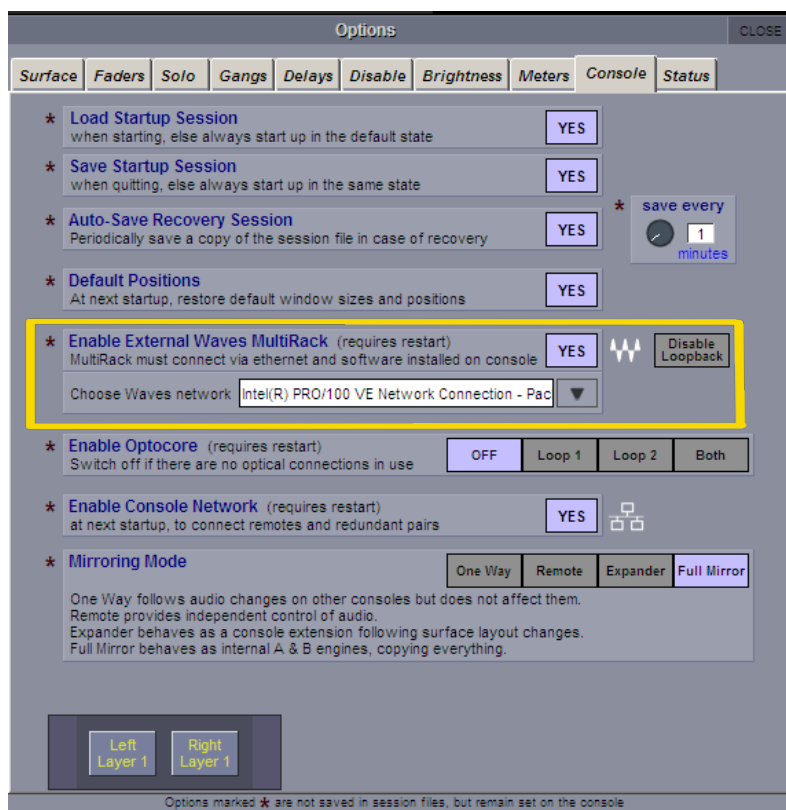 Options
CLOSE
Surface Faders Solo Gangs Delays Disable Brightness Meters Console Status
* Load Startup Session
when starting, else always start up in the default state
YES
* Save Startup Session
when quitting, else always start up in the same state
YES
* Auto-Save Recovery Session
Periodically save a copy of the session file in case of recovery
YES
* save every
1
minutes
* Default Positions
At next startup, restore default window sizes and positions
YES
* Enable External Waves MultiRack (requires restart)
MultiRack must connect via ethernet and software installed on console
YES
Disable
Loopback
Choose Waves network Intel(R) PRO/100 VE Network Connection - Pac
* Enable Optocore (requires restart)
Switch off if there are no optical connections in use
OFF Loop 1 Loop 2 Both
* Enable Console Network (requires restart)
at next startup, to connect remotes and redundant pairs
YES
* Mirroring Mode
One Way Remote Expander Full Mirror
One Way follows audio changes on other consoles but does not affect them.
Remote provides independent control of audio.
Expander behaves as a console extension following surface layout changes.
Full Mirror behaves as internal A & B engines, copying everything.
Left
Layer 1
Right
Layer 1
Options marked * are not saved in session files, but remain set on the console